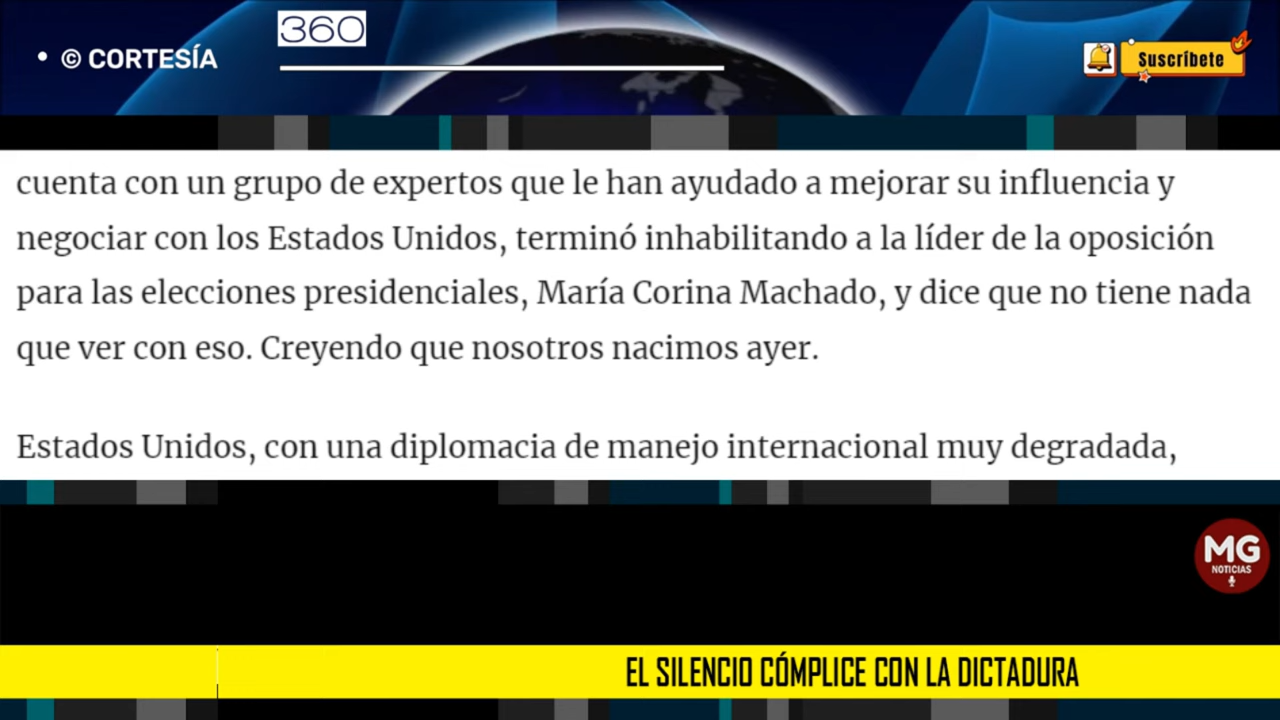 360
• © CORTESÍA
Suscríbete
cuenta con un grupo de expertos que le han ayudado a mejorar su influencia y
negociar con los Estados Unidos, terminó inhabilitando a la líder de la oposición
para las elecciones presidenciales, María Corina Machado, y dice que no tiene nada
que ver con eso. Creyendo que nosotros nacimos ayer.
Estados Unidos, con una diplomacia de manejo internacional muy degradada,
MG
NOTICIAS
EL SILENCIO CÓMPLICE CON LA DICTADURA